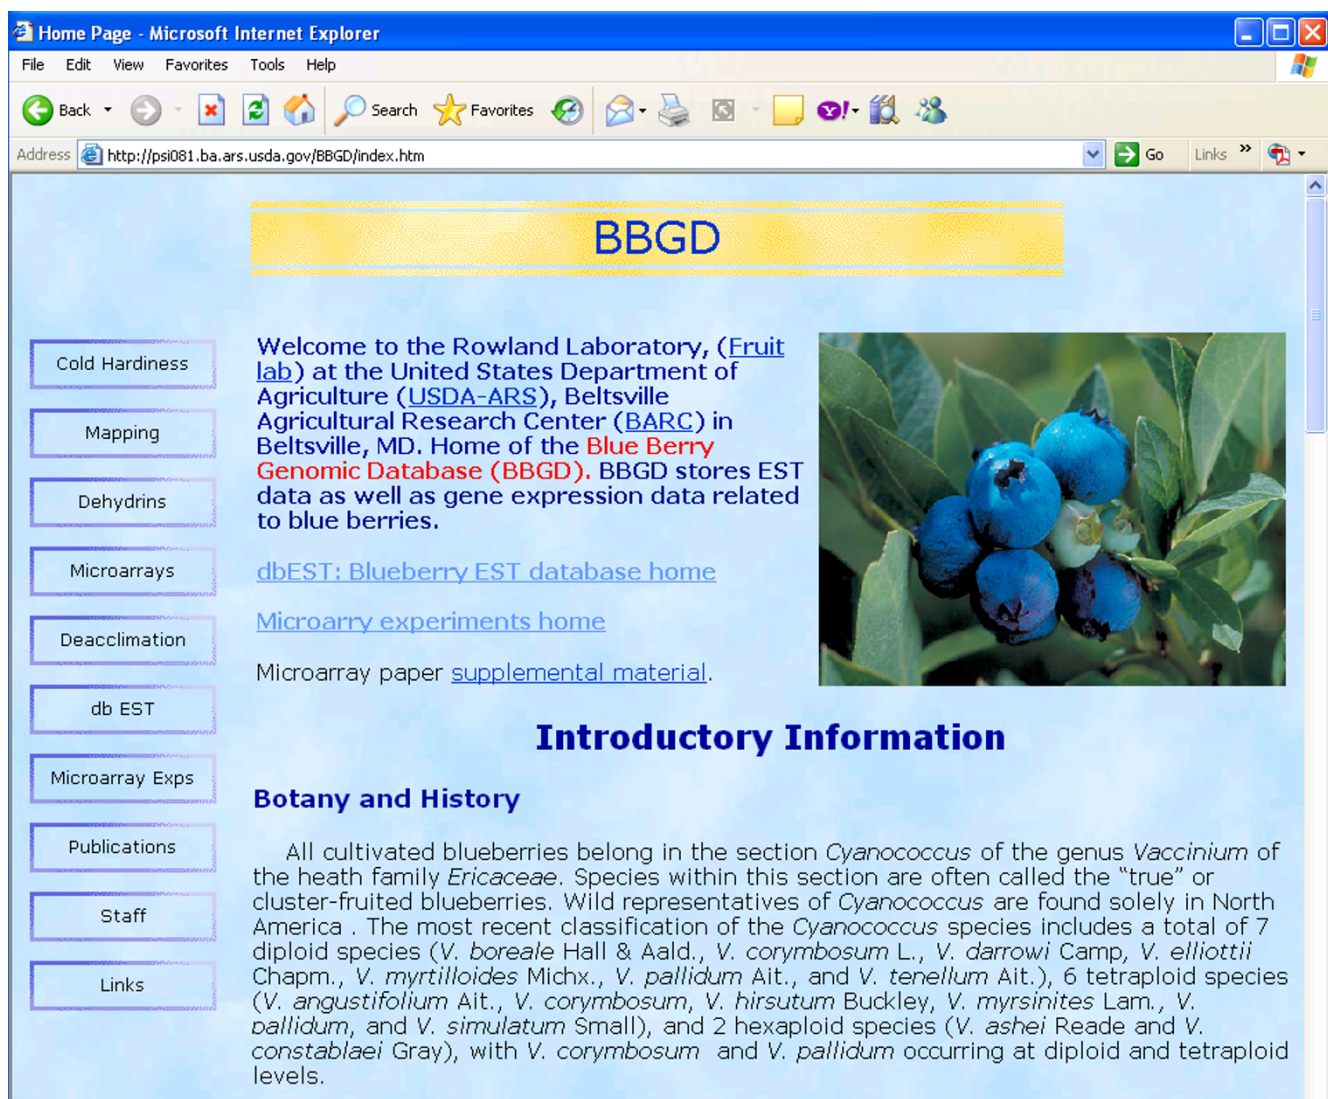 Home Page - Microsoft Internet Explorer
File Edit View Favorites Tools Help
Back Search Favorites
Address http://psi081.ba.ars.usda.gov/BBGD/index.htm Go Links »
BBGD
Cold Hardiness
Mapping
Dehydrins
Microarrays
Deacclimation
db EST
Microarray Exps
Publications
Staff
Links
Welcome to the Rowland Laboratory, (Fruit
lab) at the United States Department of
Agriculture (USDA-ARS), Beltsville
Agricultural Research Center (BARC) in
Beltsville, MD. Home of the Blue Berry
Genomic Database (BBGD). BBGD stores EST
data as well as gene expression data related
to blue berries.
dbEST: Blueberry EST database home
Microarry experiments home
Microarray paper supplemental material.
Introductory Information
Botany and History
All cultivated blueberries belong in the section Cyanococcus of the genus Vaccinium of
the heath family Ericaceae. Species within this section are often called the “true” or
cluster-fruited blueberries. Wild representatives of Cyanococcus are found solely in North
America . The most recent classification of the Cyanococcus species includes a total of 7
diploid species (V. boreale Hall & Aald., V. corymbosum L., V. darrowi Camp, V. elliottii
Chapm., V. myrtilloides Michx., V. pallidum Ait., and V. tenellum Ait.), 6 tetraploid species
(V. angustifolium Ait., V. corymbosum, V. hirsutum Buckley, V. myrsinites Lam., V.
pallidum, and V. simulatum Small), and 2 hexaploid species (V. ashei Reade and V.
constablaei Gray), with V. corymbosum and V. pallidum occurring at diploid and tetraploid
levels.